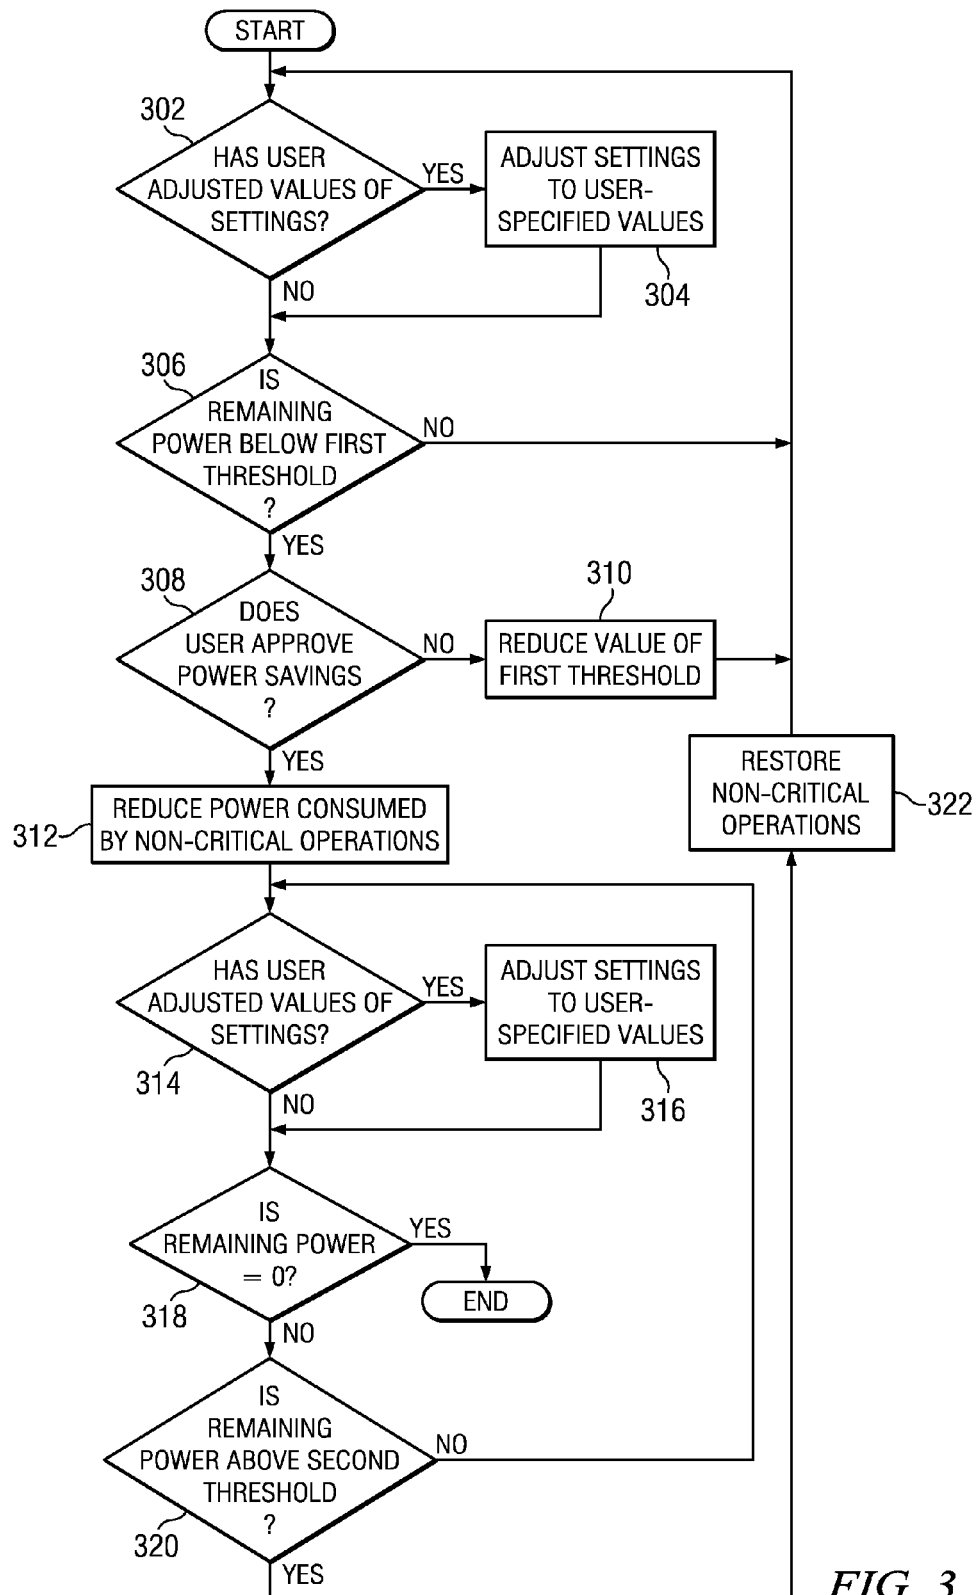 START
302
HAS USER
ADJUSTED VALUES OF
SETTINGS?
YES
ADJUST SETTINGS
TO USER-
SPECIFIED VALUES
304
NO
306
IS
REMAINING
POWER BELOW FIRST
THRESHOLD
?
NO
YES
308
DOES
USER APPROVE
POWER SAVINGS
?
NO
310
REDUCE VALUE OF
FIRST THRESHOLD
YES
312
REDUCE POWER CONSUMED
BY NON-CRITICAL OPERATIONS
RESTORE
NON-CRITICAL
OPERATIONS
322
HAS USER
ADJUSTED VALUES OF
SETTINGS?
314
YES
ADJUST SETTINGS
TO USER-
SPECIFIED VALUES
316
NO
IS
REMAINING POWER
= 0?
318
YES
END
NO
IS
REMAINING
POWER ABOVE SECOND
THRESHOLD
?
320
NO
YES
FIG. 3